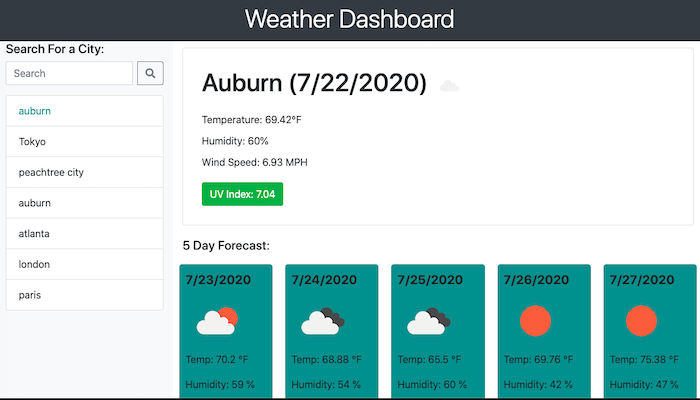 Weather Dashboard
Search For a City:
Search
auburn
Tokyo
peachtree city
auburn
atlanta
london
paris
Auburn (7/22/2020)
Temperature: 69.42°F
Humidity: 60%
Wind Speed: 6.93 MPH
UV Index: 7.04
5 Day Forecast:
7/23/2020
Temp: 70.2 °F
Humidity: 59 %
7/24/2020
Temp: 68.88 °F
Humidity: 54 %
7/25/2020
Temp: 65.5 °F
Humidity: 60 %
7/26/2020
Temp: 69.76 °F
Humidity: 42 %
7/27/2020
Temp: 75.38 °F
Humidity: 47 %